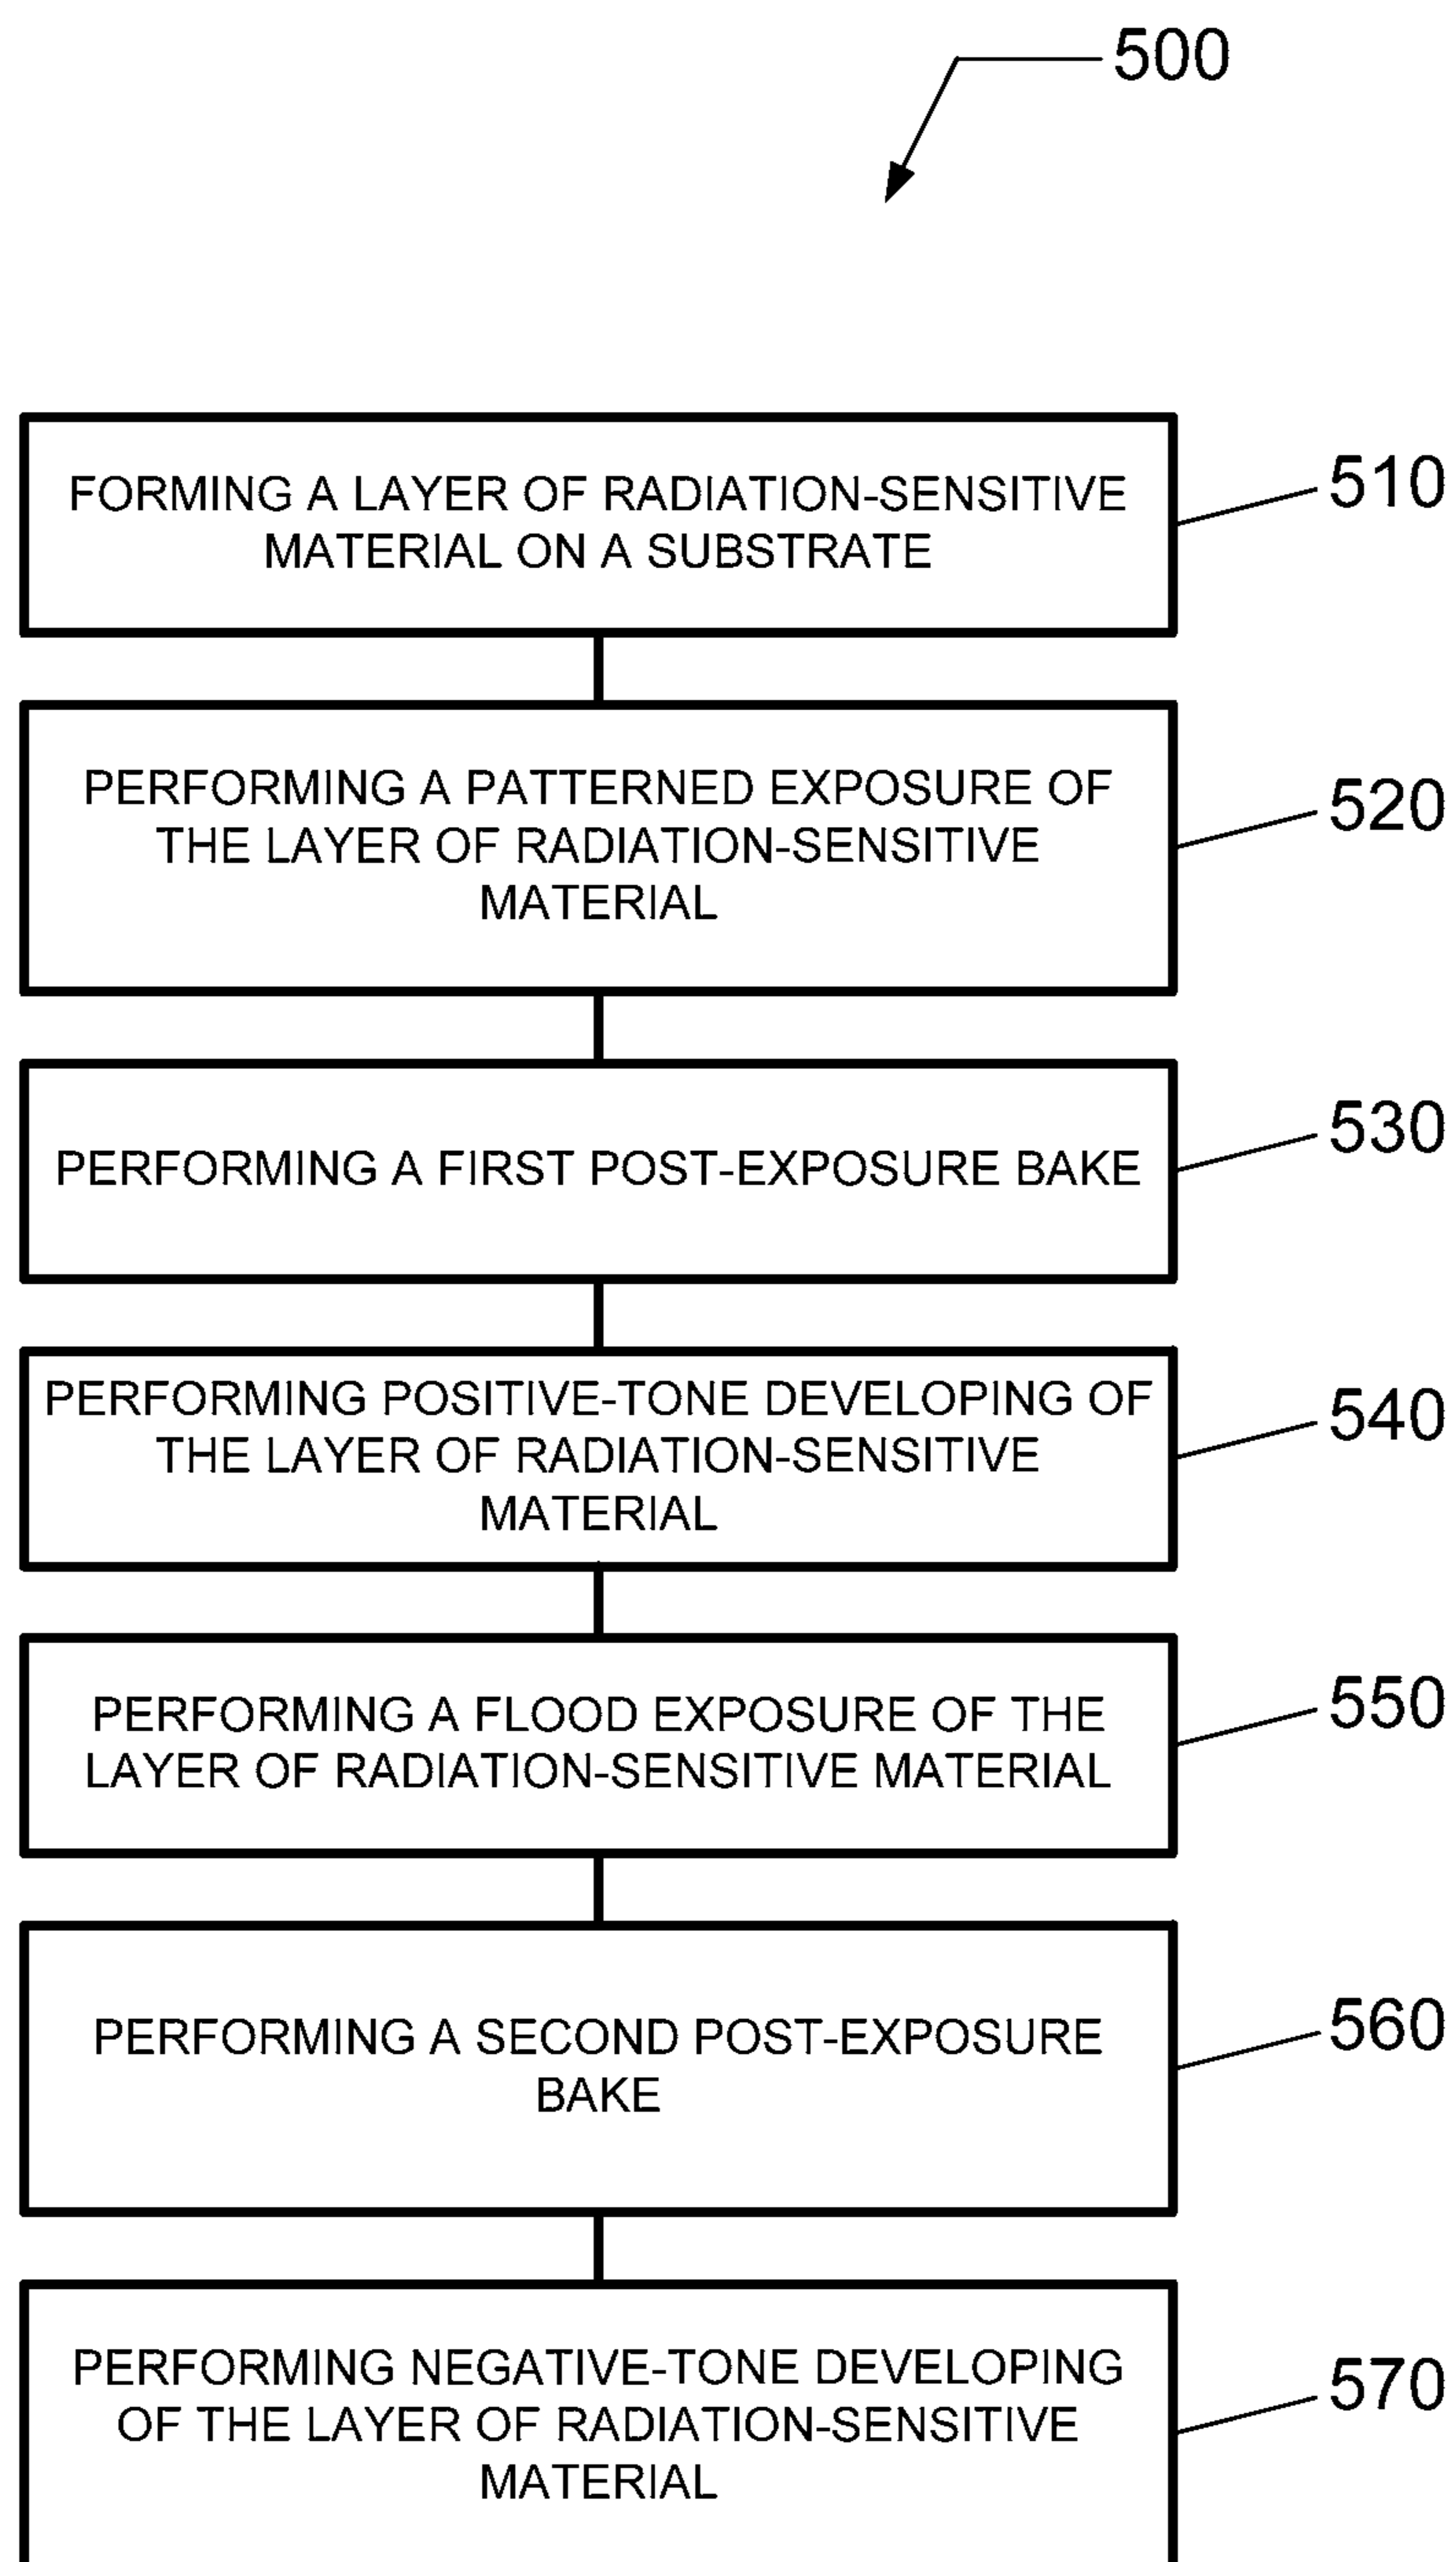 500
FORMING A LAYER OF RADIATION-SENSITIVE
MATERIAL ON A SUBSTRATE
510
PERFORMING A PATTERNED EXPOSURE OF
THE LAYER OF RADIATION-SENSITIVE
MATERIAL
520
PERFORMING A FIRST POST-EXPOSURE BAKE
530
PERFORMING POSITIVE-TONE DEVELOPING OF
THE LAYER OF RADIATION-SENSITIVE
MATERIAL
540
PERFORMING A FLOOD EXPOSURE OF THE
LAYER OF RADIATION-SENSITIVE MATERIAL
550
PERFORMING A SECOND POST-EXPOSURE
BAKE
560
PERFORMING NEGATIVE-TONE DEVELOPING
OF THE LAYER OF RADIATION-SENSITIVE
MATERIAL
570